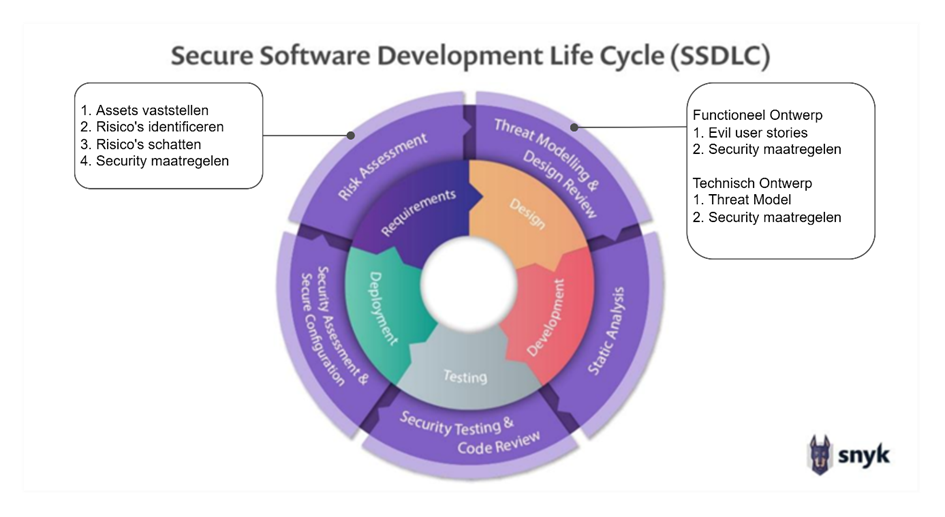 Secure Software Development Life Cycle (SSDLC)
1. Assets vaststellen
2. Risico's identificeren
3. Risico's schatten
4. Security maatregelen
Functioneel Ontwerp
1. Evil user stories
2. Security maatregelen
Technisch Ontwerp
1. Threat Model
2. Security maatregelen
Risk Assessment
Threat Modelling &
Design Review
Static Analysis
Security Testing &
Code Review
Security Assessment &
Secure Configuration
Requirements
Design
Development
Testing
Deployment
snyk